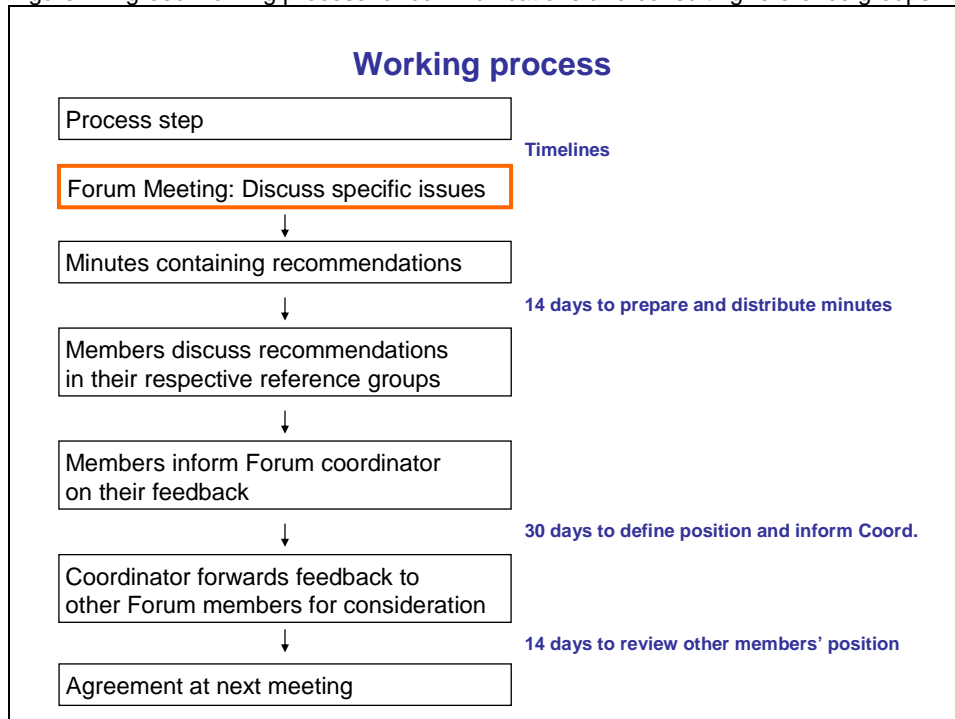 Working process
Process step
Timelines
Forum Meeting: Discuss specific issues
Minutes containing recommendations
14 days to prepare and distribute minutes
Members discuss recommendations
in their respective reference groups
Members inform Forum coordinator
on their feedback
30 days to define position and inform Coord.
Coordinator forwards feedback to
other Forum members for consideration
14 days to review other members' position
Agreement at next meeting